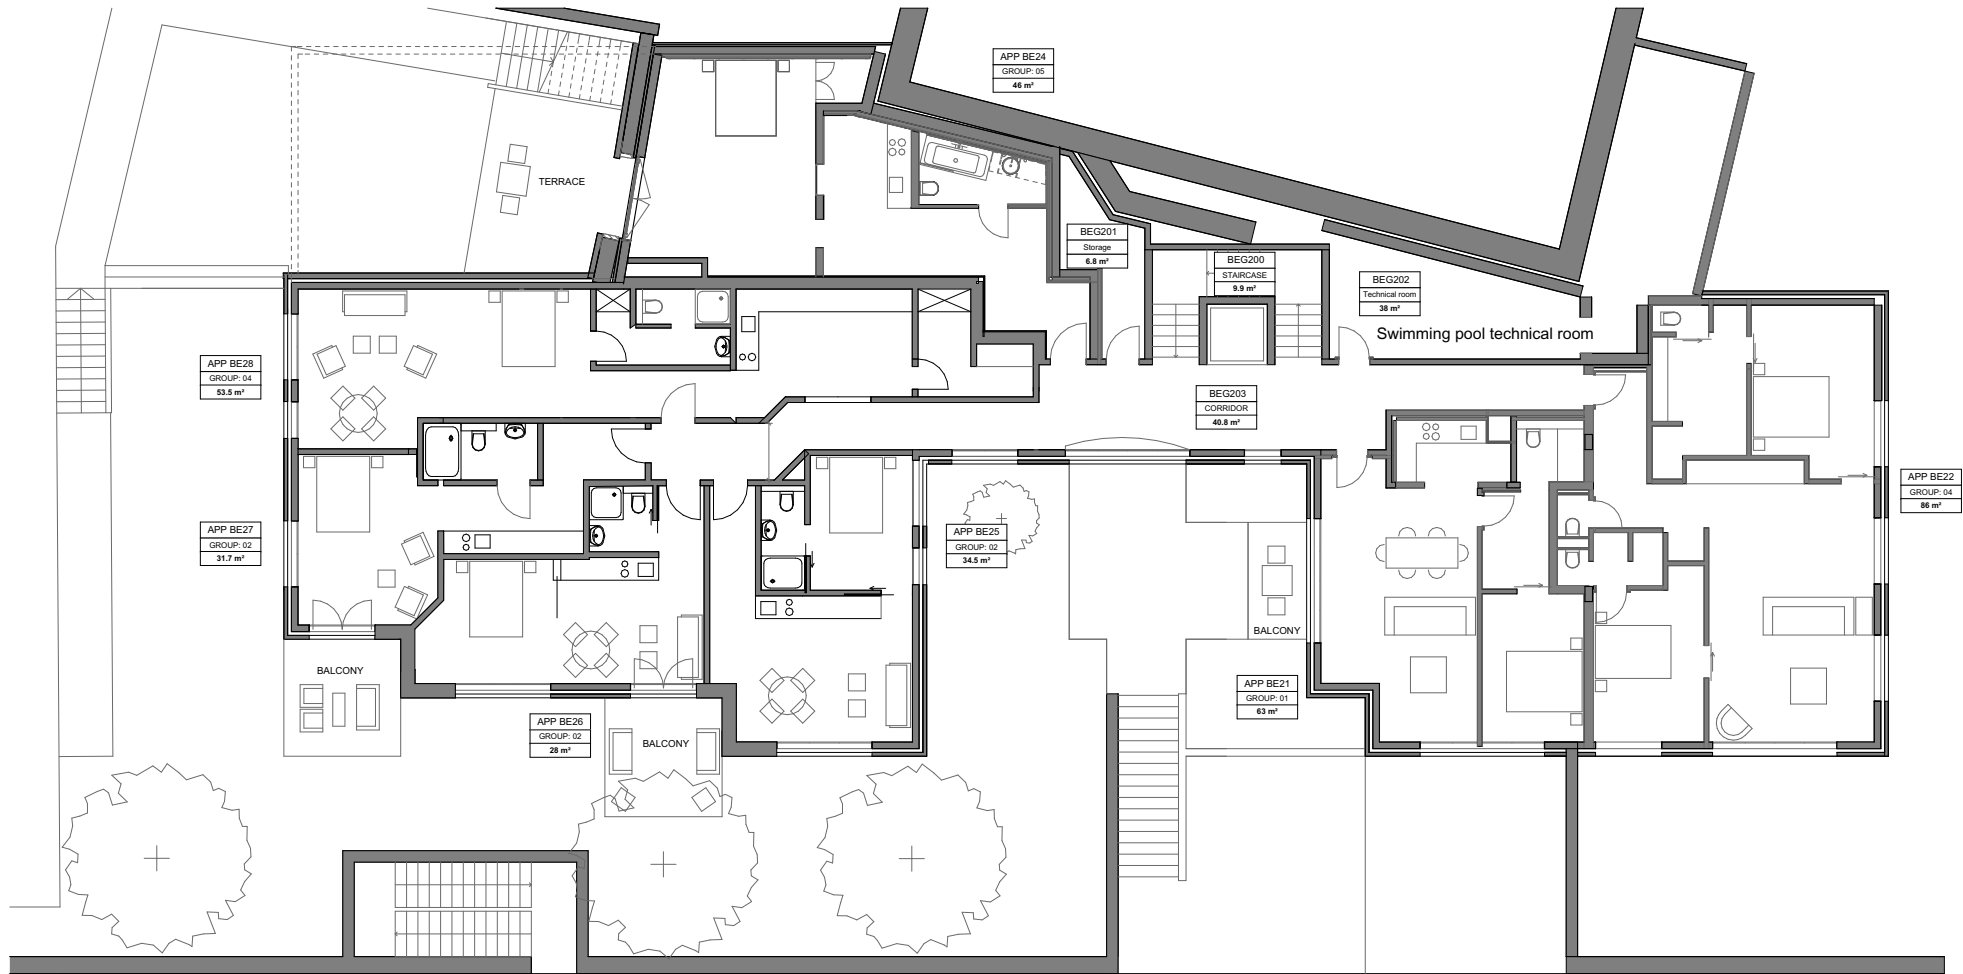 APP BE24
GROUP: 05
46 m²
TERRACE
BEG201
Storage
6.8 m²
BEG200
STAIRCASE
9.9 m²
BEG202
Technical room
38 m²
Swimming pool technical room
APP BE28
GROUP: 04
53.5 m²
BEG203
CORRIDOR
40.8 m²
APP BE22
GROUP: 04
86 m²
APP BE27
GROUP: 02
31.7 m²
APP BE25
GROUP: 02
34.5 m²
BALCONY
BALCONY
APP BE21
GROUP: 01
63 m²
APP BE26
GROUP: 02
28 m²
BALCONY